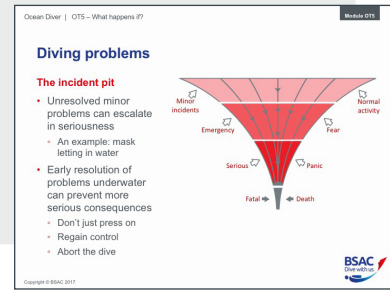 Ocean Diver | OT5 – What happens if?
Module OT5
Diving problems
The incident pit
• Unresolved minor
problems can escalate
in seriousness
• An example: mask
letting in water
• Early resolution of
problems underwater
can prevent more
serious consequences
• Don't just press on
• Regain control
• Abort the dive
Minor
incidents
Normal
activity
Emergency
Fear
Serious
Panic
Fatal
Death
BSAC
Dive with us
Copyright © BSAC 2017